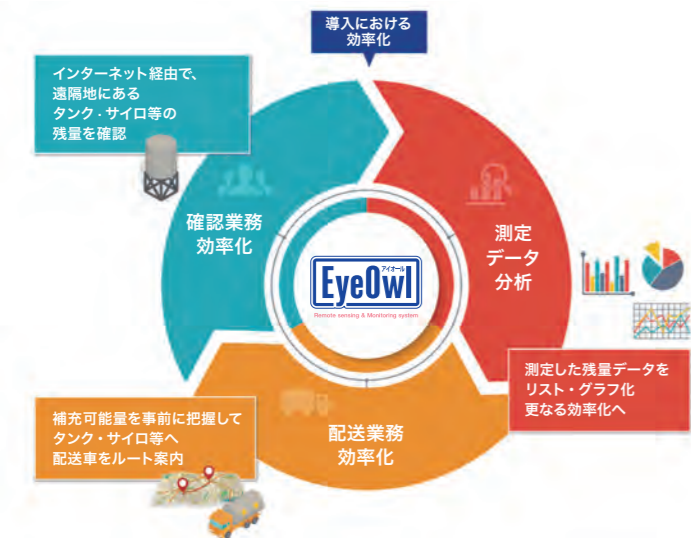 導入における
効率化
インターネット経由で、
遠隔地にある
タンク・サイロ等の
残量を確認
確認業務
効率化
測定
データ
分析
アイオール
EyeOwl
Remote sensing & Monitoring system
測定した残量データを
リスト・グラフ化
更なる効率化へ
補充可能量を事前に把握して
タンク・サイロ等へ
配送車をルート案内
配送業務
効率化